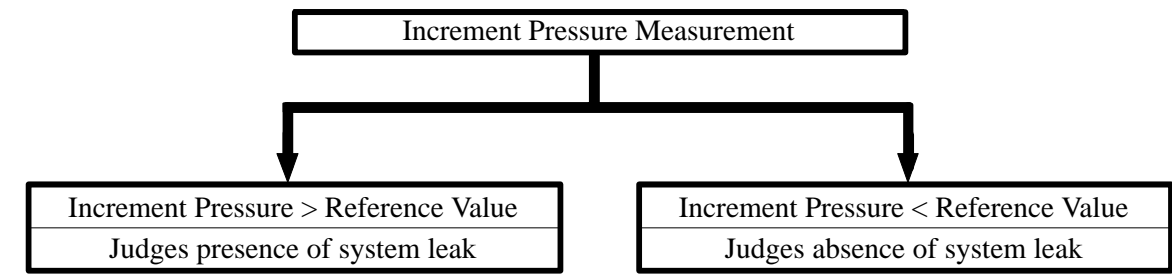 Increment Pressure Measurement
Increment Pressure > Reference Value
Judges presence of system leak
Increment Pressure < Reference Value
Judges absence of system leak